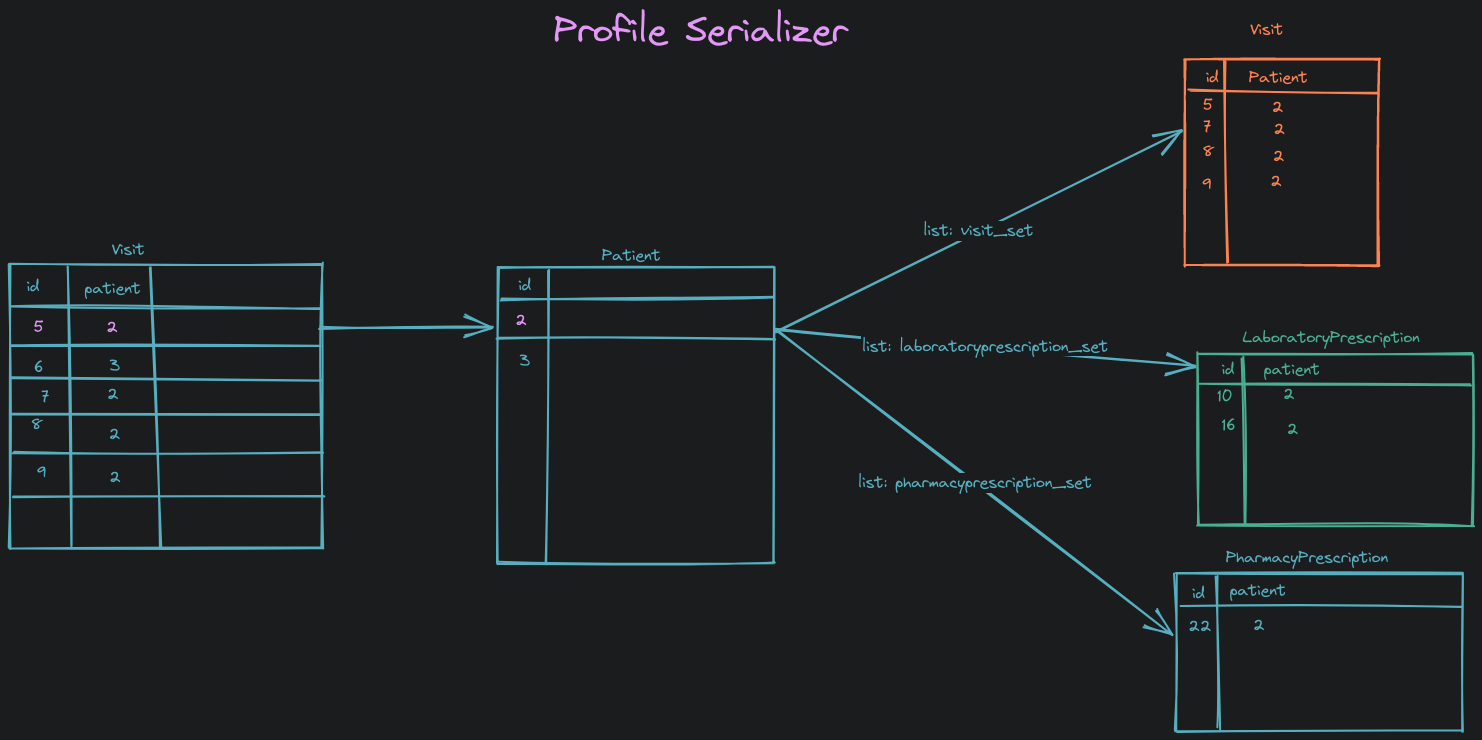 Profile Serializer
Visit
id patient
5 2
6 3
7 2
8 2
9 2
Patient
id
2
3
list: visit_set
list: laboratoryprescription_set
list: pharmacyprescription_set
Visit
id Patient
5 2
7 2
8 2
9 2
LaboratoryPrescription
id patient
10 2
16 2
PharmacyPrescription
id patient
22 2